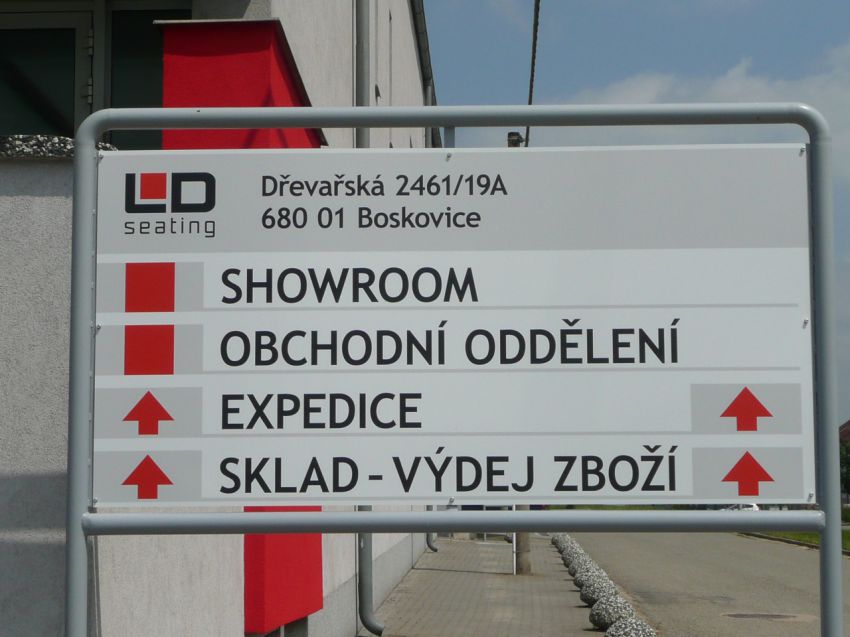 LD
seating
Dřevařská 2461/19A
680 01 Boskovice
SHOWROOM
OBCHODNÍ ODDĚLENÍ
EXPEDICE
SKLAD - VÝDEJ ZBOŽÍ